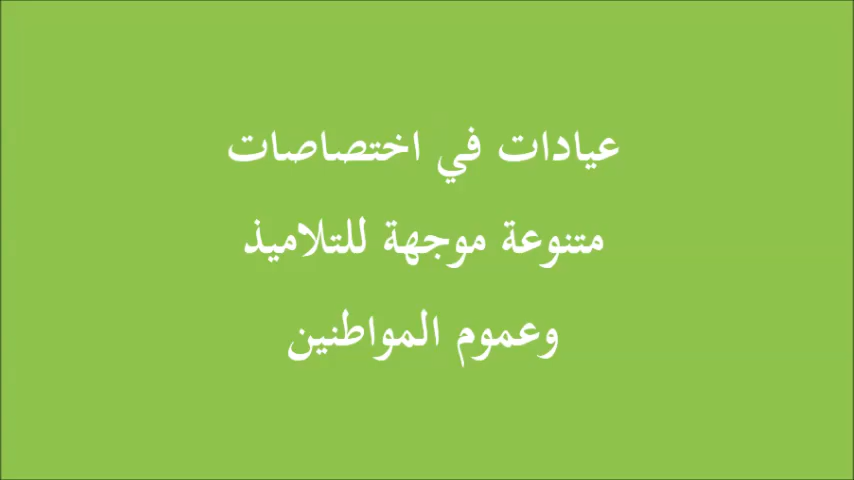 عيادات في اختصاصات
متنوعة موجهة للتلاميذ
وعموم المواطنين